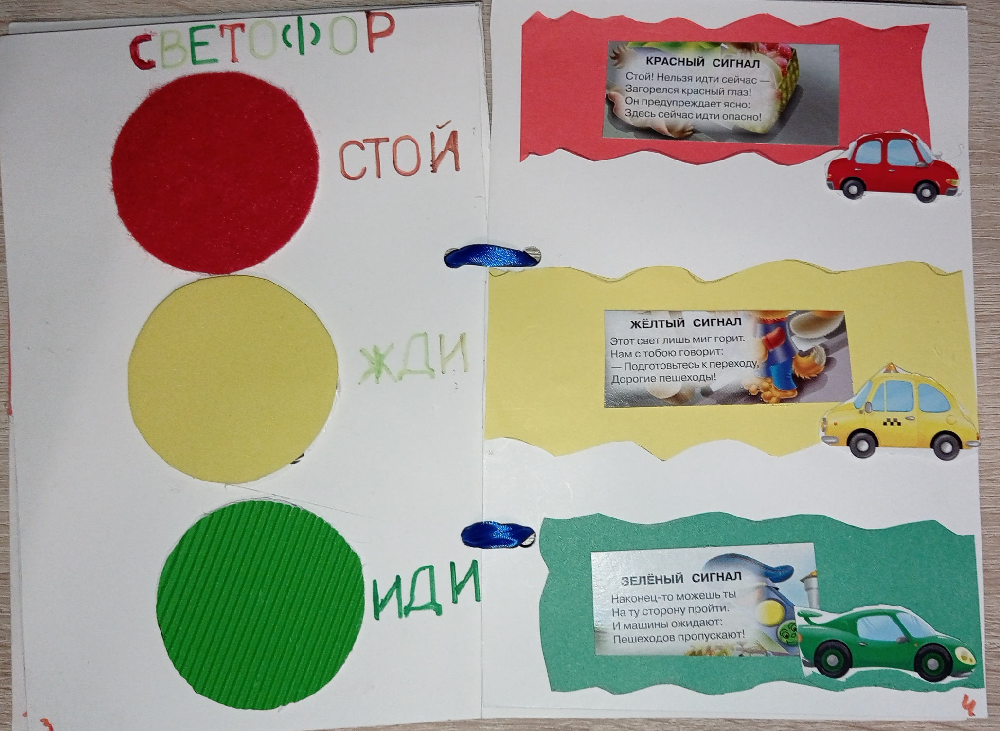 СВЕТОФОР
СТОЙ
ЖДИ
ИДИ
3
КРАСНЫЙ СИГНАЛ
Стой! Нельзя идти сейчас —
Загорелся красный глаз!
Он предупреждает ясно:
Здесь сейчас идти опасно!
ЖЁЛТЫЙ СИГНАЛ
Этот свет лишь миг горит.
Нам с тобою говорит:
— Подготовьтесь к переходу,
Дорогие пешеходы!
ЗЕЛЁНЫЙ СИГНАЛ
Наконец-то можешь ты
На ту сторону пройти.
И машины ожидают:
Пешеходов пропускают!
4